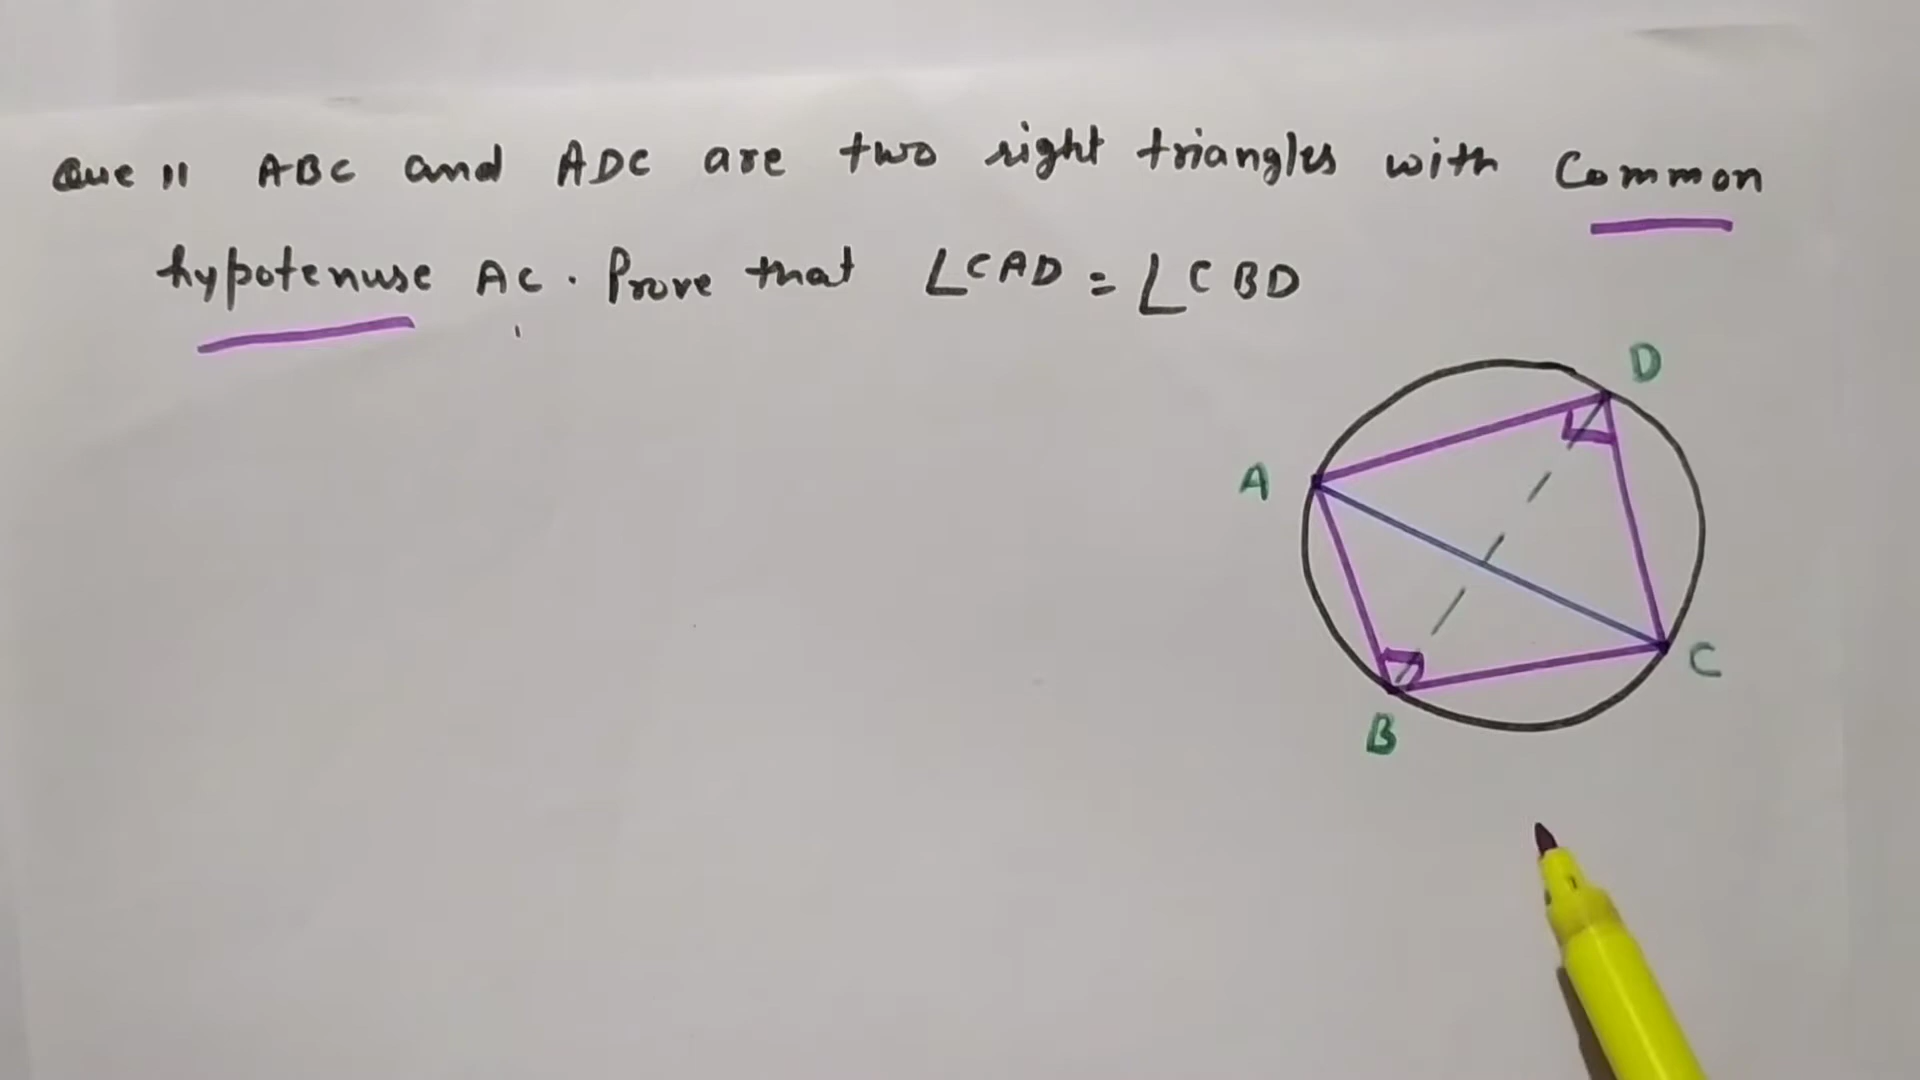 Que 11 ABC and ADC are two right triangles with Common
hypotenuse AC. Prove that ∠CAD = ∠CBD
D
A
C
B